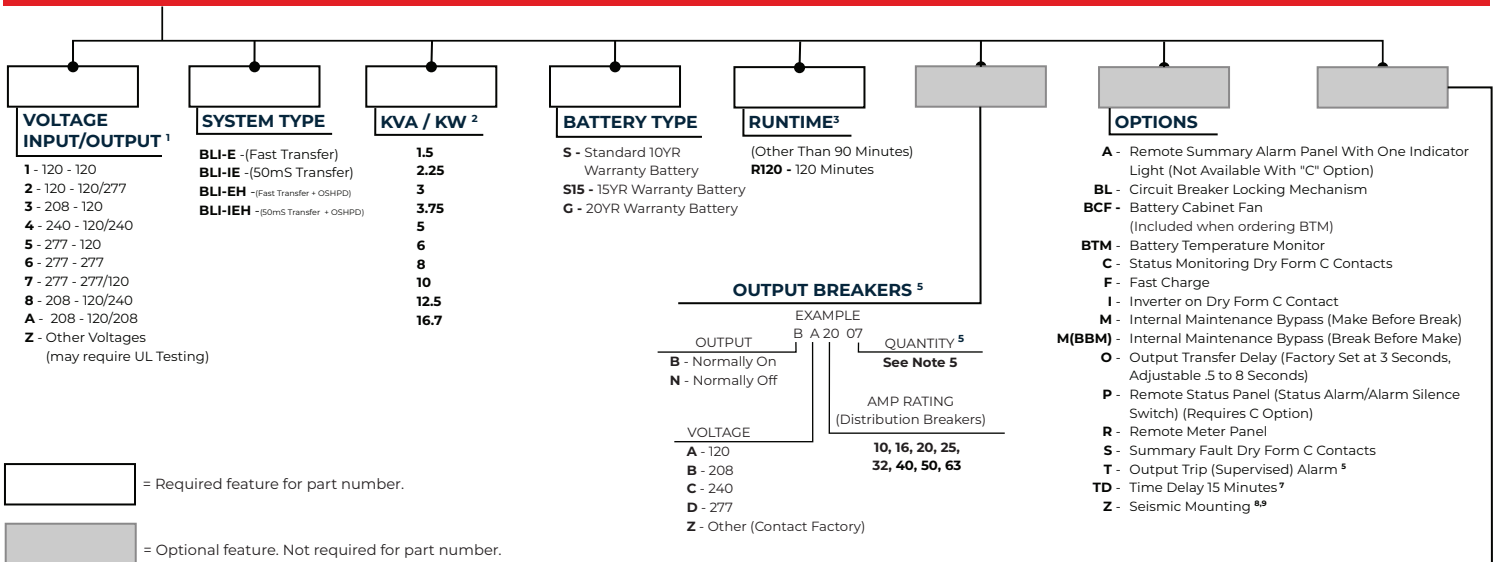 VOLTAGE
INPUT/OUTPUT ¹
1 - 120 - 120
2 - 120 - 120/277
3 - 208 - 120
4 - 240 - 120/240
5 - 277 - 120
6 - 277 - 277
7 - 277 - 277/120
8 - 208 - 120/240
A - 208 - 120/208
Z - Other Voltages
(may require UL Testing)
SYSTEM TYPE
BLI-E -(Fast Transfer)
BLI-IE -(50mS Transfer)
BLI-EH -(Fast Transfer + OSHPD)
BLI-IEH -(50mS Transfer + OSHPD)
KVA / KW ²
1.5
2.25
3
3.75
5
6
8
10
12.5
16.7
BATTERY TYPE
S - Standard 10YR
Warranty Battery
S15 - 15YR Warranty Battery
G - 20YR Warranty Battery
RUNTIME³
(Other Than 90 Minutes)
R120 - 120 Minutes
OUTPUT BREAKERS ⁵
EXAMPLE
B A 20 07
OUTPUT
B - Normally On
N - Normally Off
QUANTITY ⁵
See Note 5
VOLTAGE
A - 120
B - 208
C - 240
D - 277
Z - Other (Contact Factory)
AMP RATING
(Distribution Breakers)
10, 16, 20, 25,
32, 40, 50, 63
OPTIONS
A - Remote Summary Alarm Panel With One Indicator
Light (Not Available With "C" Option)
BL - Circuit Breaker Locking Mechanism
BCF - Battery Cabinet Fan
(Included when ordering BTM)
BTM - Battery Temperature Monitor
C - Status Monitoring Dry Form C Contacts
F - Fast Charge
I - Inverter on Dry Form C Contact
M - Internal Maintenance Bypass (Make Before Break)
M(BBM) - Internal Maintenance Bypass (Break Before Make)
O - Output Transfer Delay (Factory Set at 3 Seconds,
Adjustable .5 to 8 Seconds)
P - Remote Status Panel (Status Alarm/Alarm Silence
Switch) (Requires C Option)
R - Remote Meter Panel
S - Summary Fault Dry Form C Contacts
T - Output Trip (Supervised) Alarm ⁵
TD - Time Delay 15 Minutes ⁷
Z - Seismic Mounting ⁸,⁹
= Required feature for part number.
= Optional feature. Not required for part number.